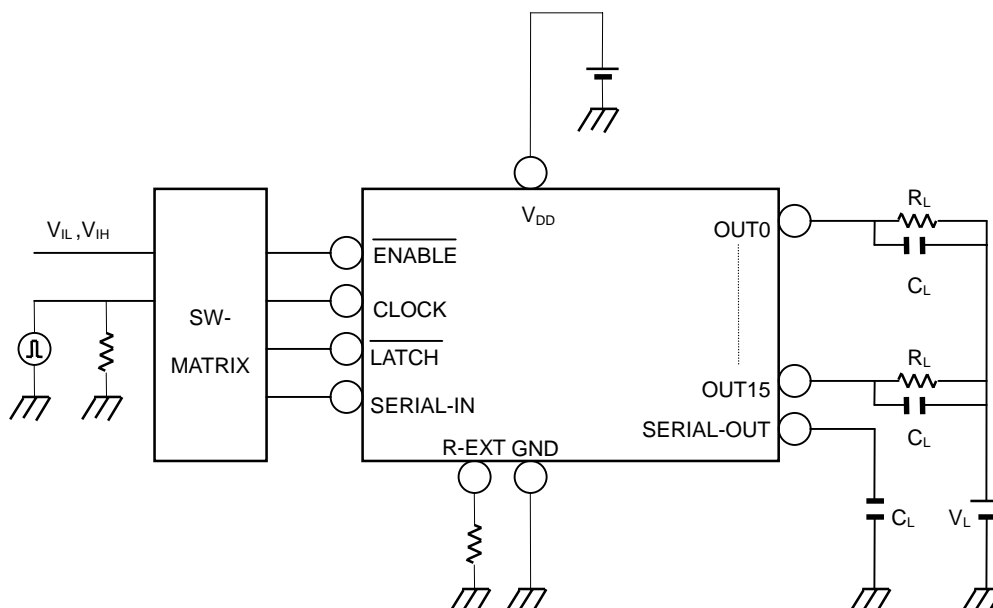 V_DD
OUT0
R_L
C_L
V_IL ,V_IH
ENABLE
CLOCK
LATCH
SERIAL-IN
SW-
MATRIX
R_L
OUT15
C_L
SERIAL-OUT
R-EXT GND
C_L
V_L